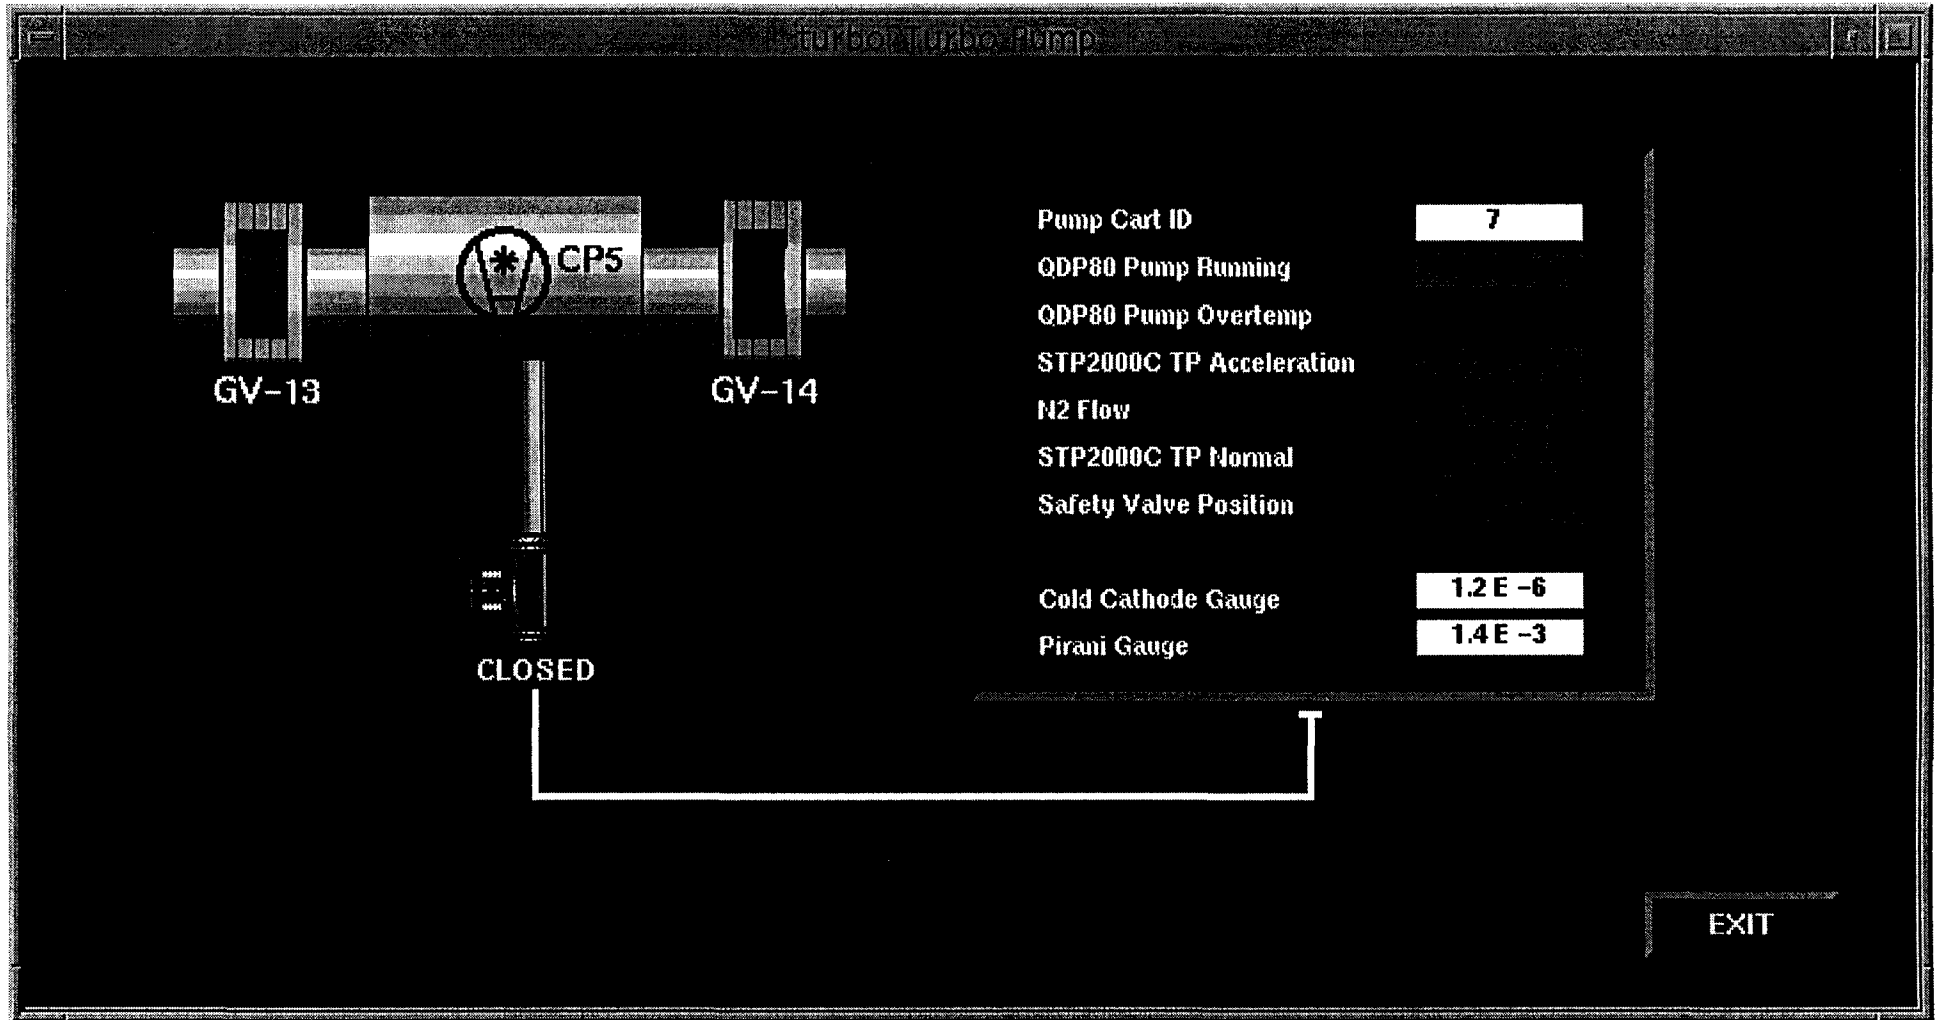 turbo: Turbo Pump
CP5
GV-13
GV-14
CLOSED
Pump Cart ID 7
QDP80 Pump Running
QDP80 Pump Overtemp
STP2000C TP Acceleration
N2 Flow
STP2000C TP Normal
Safety Valve Position
Cold Cathode Gauge 1.2 E -6
Pirani Gauge 1.4 E -3
EXIT